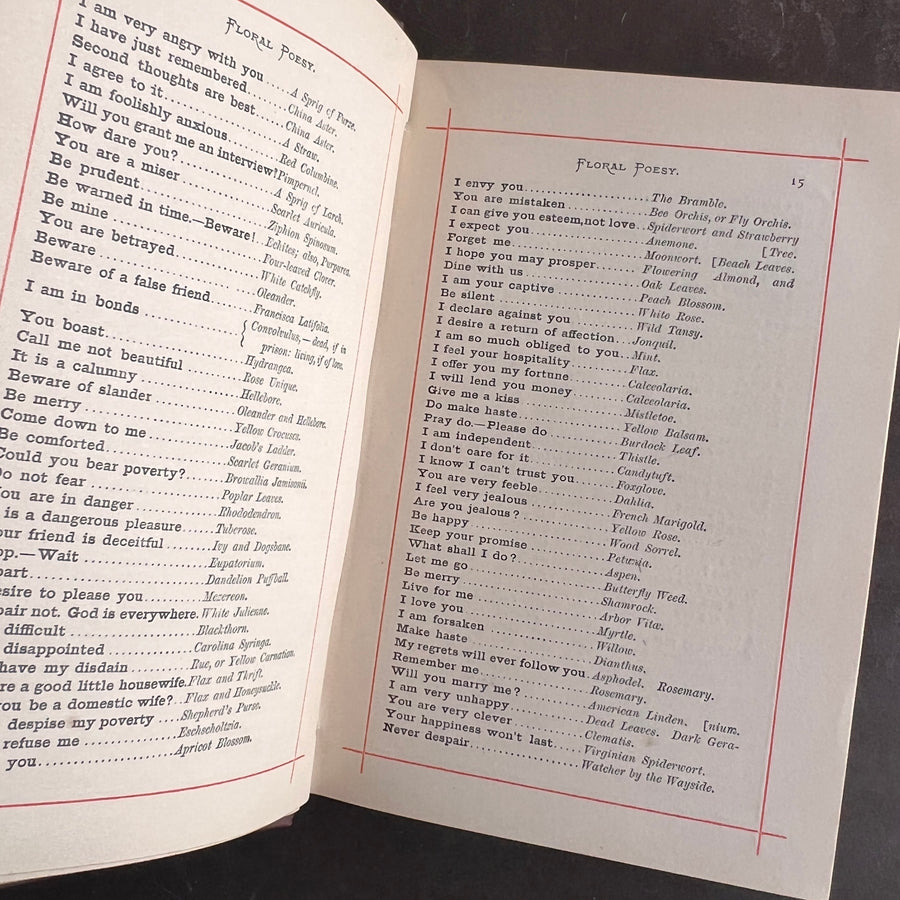 FLORAL POESY.
I am very angry with you ......A Sprig of Furze.
I have just remembered.......China Aster.
Second thoughts are best......China Aster.
I agree to it..................A Straw.
I am foolishly anxious ........Red Columbine.
Will you grant me an interview?Pimpernel.
How dare you? ..............A Sprig of Larch.
You are a miser .............Scarlet Auricula.
Be prudent..................Ziphion Spinosum.
Be warned in time.—Beware!..Echites; also, Purpurea.
Be mine ....................Four-leaved Clover.
You are betrayed............White Catchfly.
Beware ....................Oleander.
Beware of a false friend......Francisca Latifolia.
I am in bonds ..............{ Convolvulus,—dead, if in
prison: living, if of love.
You boast..................Hydrangea.
Call me not beautiful ........Rose Unique.
It is a calumny ..............Hellebore.
Beware of slander ............Oleander and Hellebore.
Be merry ..................Yellow Crocuses.
Come down to me............Jacob's Ladder.
Be comforted................Scarlet Geranium.
Could you bear poverty?......Browallia Jamisonii.
Do not fear ................Poplar Leaves.
You are in danger ............Rhododendron.
is a dangerous pleasure......Tuberose.
our friend is deceitful ........Ivy and Dogsbane.
op.—Wait ................Eupatorium.
part......................Dandelion Puffball.
esire to please you..........Mezereon.
pair not. God is everywhere. White Julienne.
difficult ..................Blackthorn.
disappointed ..............Carolina Syringa.
have my disdain ..........Rue, or Yellow Carnation.
re a good little housewife.Flax and Thrift.
you be a domestic wife?..Flax and Honeysuckle.
despise my poverty ....Shepherd's Purse.
refuse me ................Eschscholtzia.
you......................Apricot Blossom.
FLORAL POESY. 15
I envy you....................The Bramble.
You are mistaken ..............Bee Orchis, or Fly Orchis.
I can give you esteem, not love..Spiderwort and Strawberry
I expect you ..................Anemone. [Tree.
Forget me....................Moonwort. [Beach Leaves.
I hope you may prosper ........Flowering Almond, and
Dine with us ..................Oak Leaves.
I am your captive ..............Peach Blossom.
Be silent ....................White Rose.
I declare against you ..........Wild Tansy.
I desire a return of affection....Jonquil.
I am so much obliged to you..Mint.
I feel your hospitality..........Flax.
I offer you my fortune..........Calceolaria.
I will lend you money ..........Calceolaria.
Give me a kiss ................Mistletoe.
Do make haste ................Yellow Balsam.
Pray do.—Please do ............Burdock Leaf.
I am independent..............Thistle.
I don't care for it..............Candytuft.
I know I can't trust you ........Foxglove.
You are very feeble............Dahlia.
I feel very jealous ............French Marigold.
Are you jealous? ..............Yellow Rose.
Be happy ....................Wood Sorrel.
Keep your promise ............Petunia.
What shall I do? ..............Aspen.
Let me go ....................Butterfly Weed.
Be merry ....................Shamrock.
Live for me ..................Arbor Vitæ.
I love you ....................Myrtle.
I am forsaken ................Willow.
Make haste ..................Dianthus.
My regrets will ever follow you.Asphodel. Rosemary.
Remember me................Rosemary.
Will you marry me? ..........American Linden. [nium.
I am very unhappy ............Dead Leaves. Dark Gera-
You are very clever ............Clematis.
Your happiness won't last......Virginian Spiderwort.
Never despair................Watcher by the Wayside.